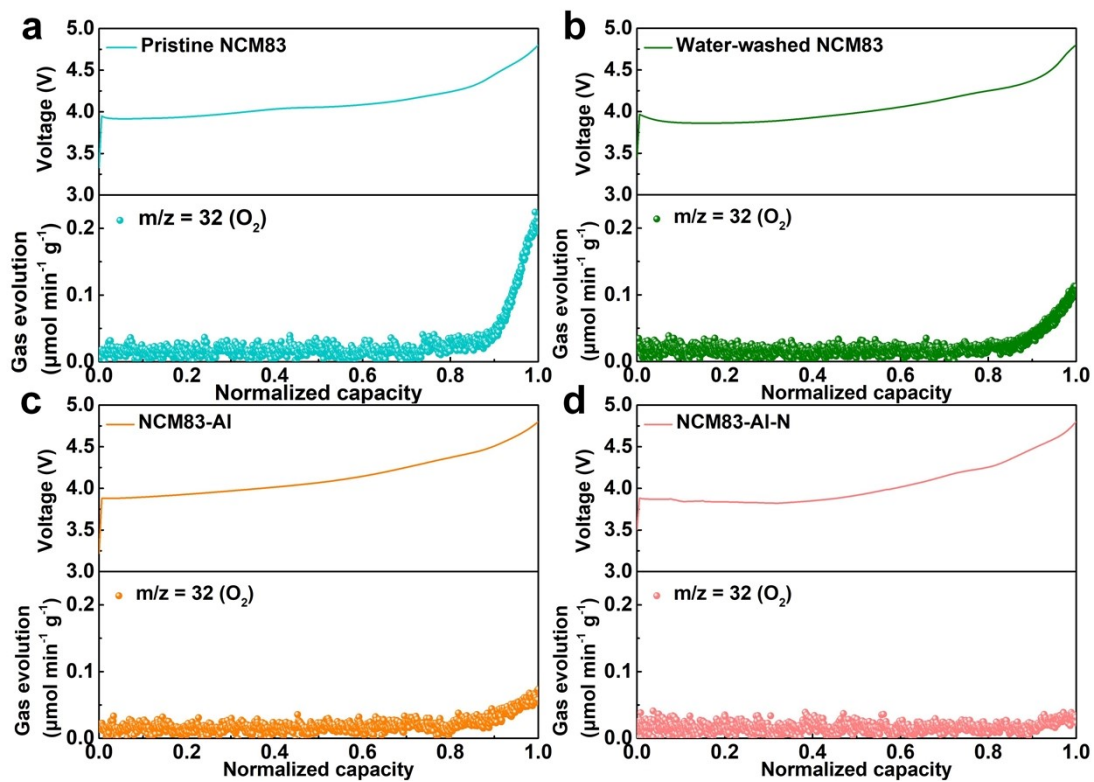 a
Pristine NCM83
Voltage (V)
5.0
4.5
4.0
3.5
3.0
m/z = 32 (O₂)
Gas evolution
(µmol min⁻¹ g⁻¹)
0.2
0.1
0.0
0.0 0.2 0.4 0.6 0.8 1.0
Normalized capacity
b
Water-washed NCM83
Voltage (V)
5.0
4.5
4.0
3.5
3.0
m/z = 32 (O₂)
Gas evolution
(µmol min⁻¹ g⁻¹)
0.2
0.1
0.0
0.0 0.2 0.4 0.6 0.8 1.0
Normalized capacity
c
NCM83-Al
Voltage (V)
5.0
4.5
4.0
3.5
3.0
m/z = 32 (O₂)
Gas evolution
(µmol min⁻¹ g⁻¹)
0.2
0.1
0.0
0.0 0.2 0.4 0.6 0.8 1.0
Normalized capacity
d
NCM83-Al-N
Voltage (V)
5.0
4.5
4.0
3.5
3.0
m/z = 32 (O₂)
Gas evolution
(µmol min⁻¹ g⁻¹)
0.2
0.1
0.0
0.0 0.2 0.4 0.6 0.8 1.0
Normalized capacity